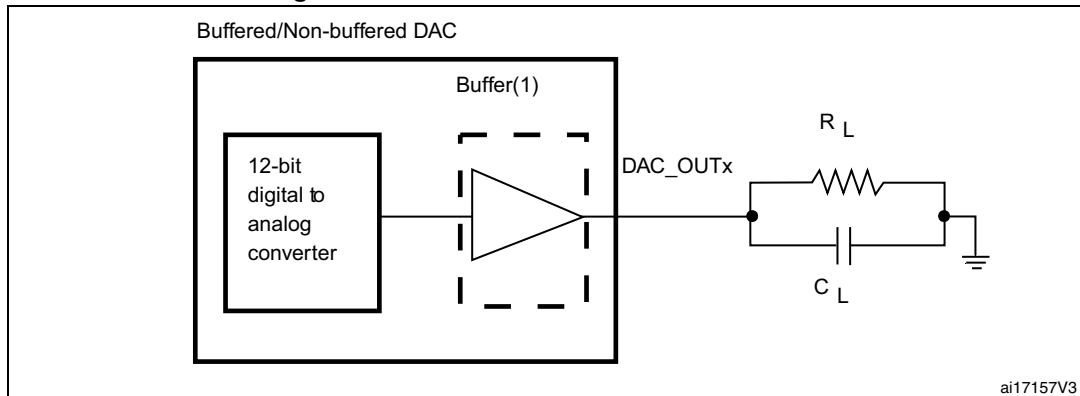 Buffered/Non-buffered DAC
Buffer(1)
12-bit
digital to
analog
converter
DAC_OUTx
R L
C L
ai17157V3